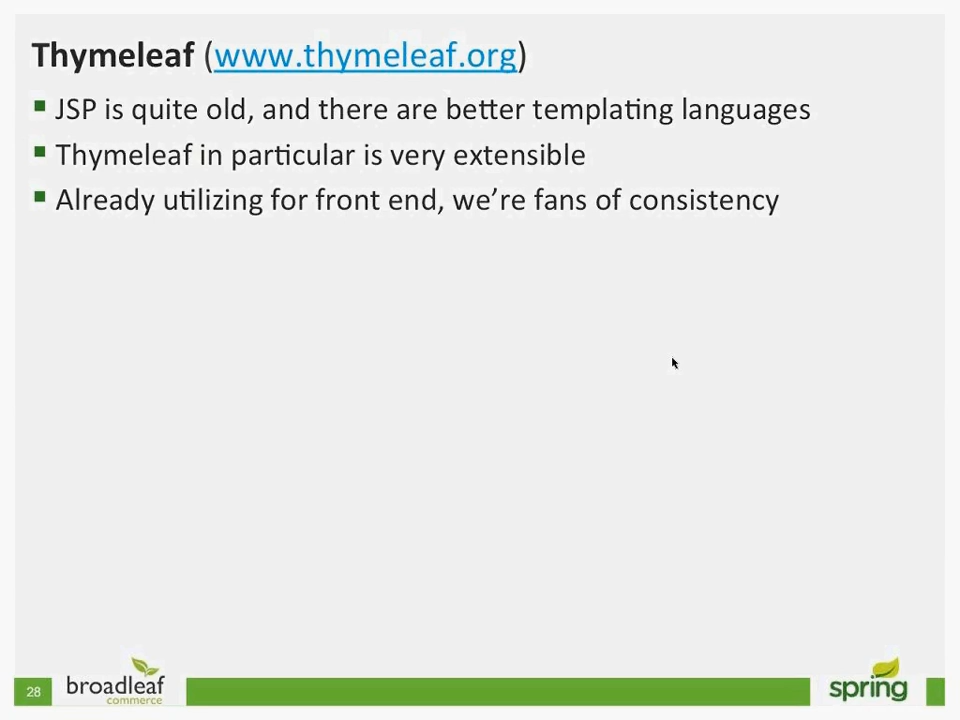 Thymeleaf (www.thymeleaf.org)
JSP is quite old, and there are better templating languages
Thymeleaf in particular is very extensible
Already utilizing for front end, we’re fans of consistency
28
broadleaf
commerce
spring